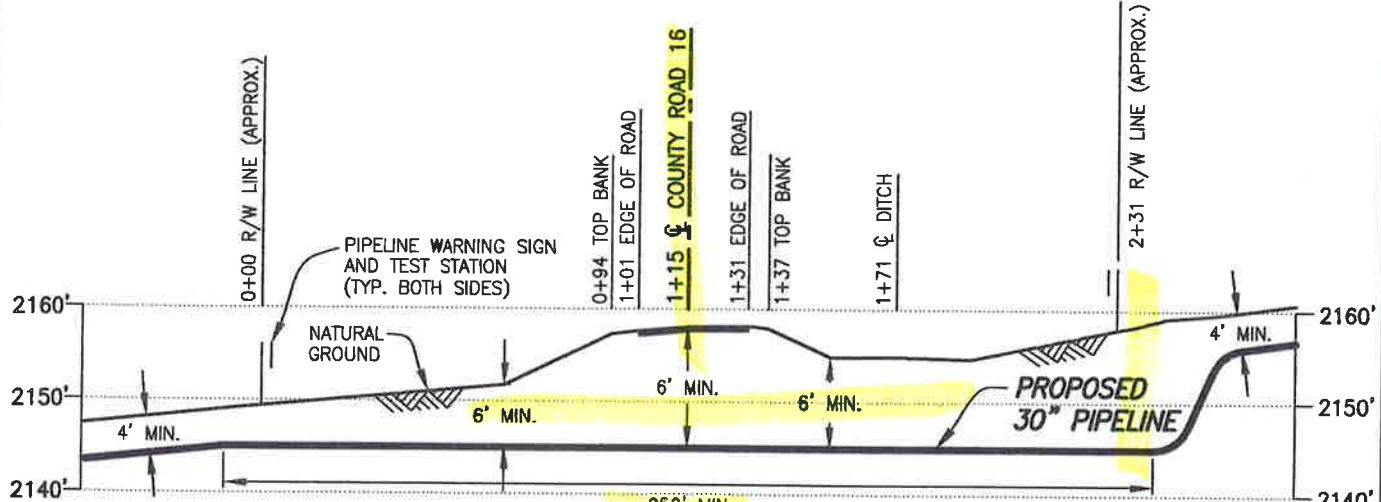 0+00 R/W LINE (APPROX.)
PIPELINE WARNING SIGN
AND TEST STATION
(TYP. BOTH SIDES)
NATURAL
GROUND
0+94 TOP BANK
1+01 EDGE OF ROAD
1+15 ℄ COUNTY ROAD 16
1+31 EDGE OF ROAD
1+37 TOP BANK
1+71 ℄ DITCH
2+31 R/W LINE (APPROX.)
2160'
2150'
2140'
4' MIN.
6' MIN.
6' MIN.
6' MIN.
4' MIN.
PROPOSED
30" PIPELINE
2160'
2150'
2140'
MIN.